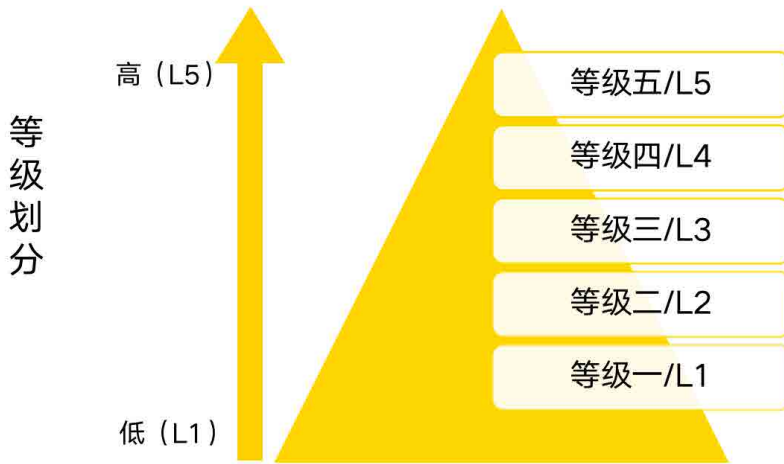 等级划分
高（L5）
低（L1）
等级五/L5
等级四/L4
等级三/L3
等级二/L2
等级一/L1